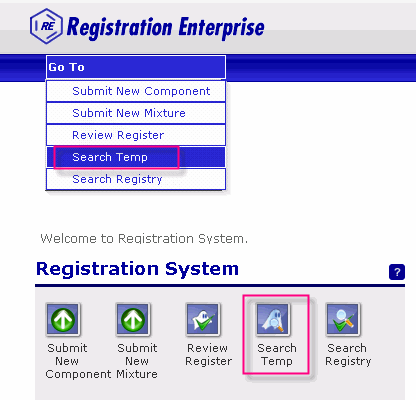 RE Registration Enterprise
Go To
Submit New Component
Submit New Mixture
Review Register
Search Temp
Search Registry
Welcome to Registration System.
Registration System ?
Submit Submit Review Search Search
New New Register Temp Registry
Component Mixture